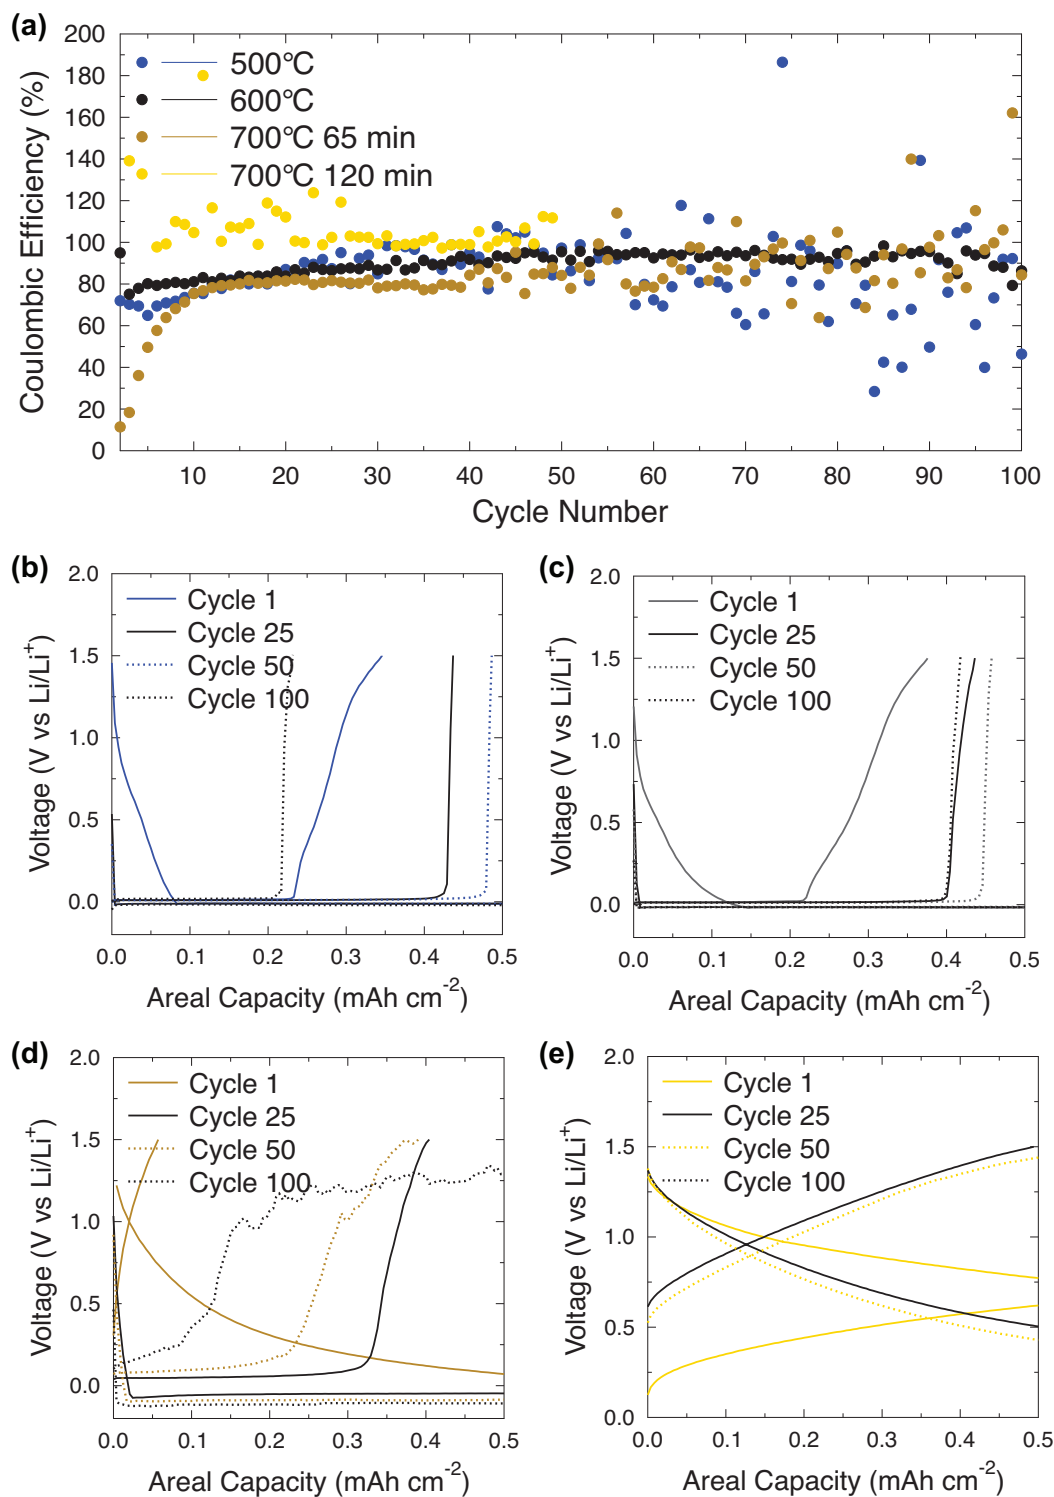 (a)
200
180
160
140
120
100
80
60
40
20
0
Coulombic Efficiency (%)
500°C
600°C
700°C 65 min
700°C 120 min
10 20 30 40 50 60 70 80 90 100
Cycle Number
(b)
2.0
1.5
1.0
0.5
0.0
Voltage (V vs Li/Li+)
Cycle 1
Cycle 25
Cycle 50
Cycle 100
0.0 0.1 0.2 0.3 0.4 0.5
Areal Capacity (mAh cm-2)
(c)
2.0
1.5
1.0
0.5
0.0
Voltage (V vs Li/Li+)
Cycle 1
Cycle 25
Cycle 50
Cycle 100
0.0 0.1 0.2 0.3 0.4 0.5
Areal Capacity (mAh cm-2)
(d)
2.0
1.5
1.0
0.5
0.0
Voltage (V vs Li/Li+)
Cycle 1
Cycle 25
Cycle 50
Cycle 100
0.0 0.1 0.2 0.3 0.4 0.5
Areal Capacity (mAh cm-2)
(e)
2.0
1.5
1.0
0.5
0.0
Voltage (V vs Li/Li+)
Cycle 1
Cycle 25
Cycle 50
Cycle 100
0.0 0.1 0.2 0.3 0.4 0.5
Areal Capacity (mAh cm-2)